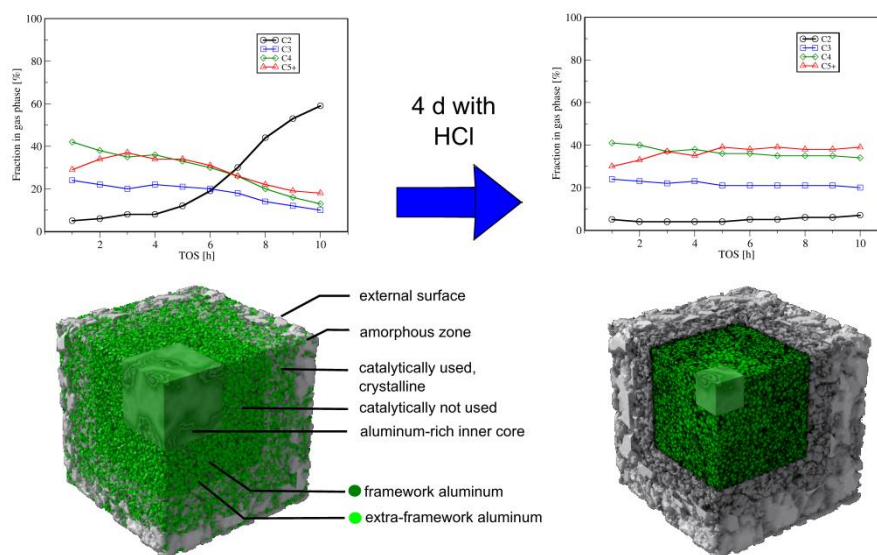 100
80
60
40
20
0
Fraction in gas phase [%]
C2
C3
C4
C5+
2
4
6
8
10
TOS [h]
4 d with
HCl
100
80
60
40
20
0
Fraction in gas phase [%]
C2
C3
C4
C5+
2
4
6
8
10
TOS [h]
external surface
amorphous zone
catalytically used,
crystalline
catalytically not used
aluminum-rich inner core
framework aluminum
extra-framework aluminum